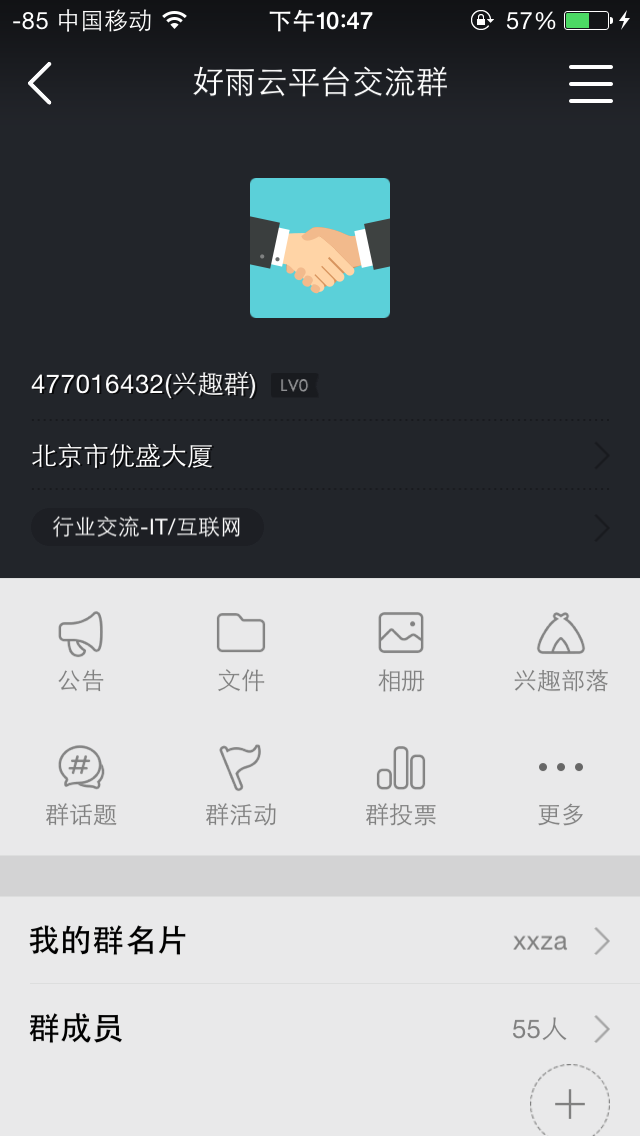 -85 中国移动 下午10:47 57%
好雨云平台交流群
477016432(兴趣群) LV0
北京市优盛大厦
行业交流-IT/互联网
公告 文件 相册 兴趣部落
#
群话题 群活动 群投票 更多
我的群名片 xxza
群成员 55人